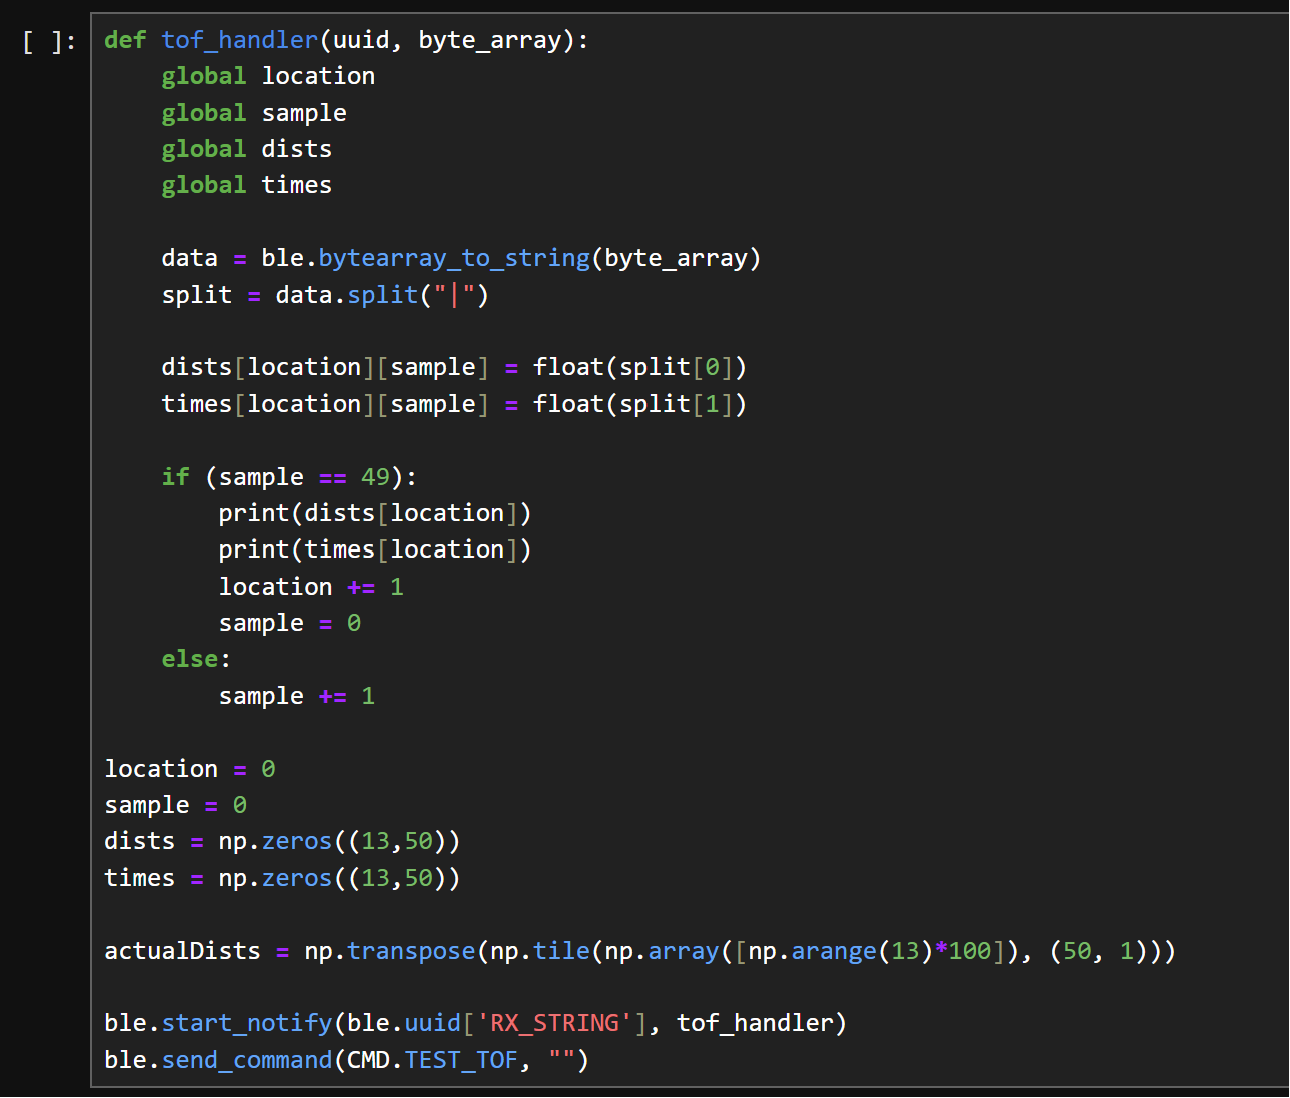 [ ]: def tof_handler(uuid, byte_array):
    global location
    global sample
    global dists
    global times

    data = ble.bytearray_to_string(byte_array)
    split = data.split("|")

    dists[location][sample] = float(split[0])
    times[location][sample] = float(split[1])

    if (sample == 49):
        print(dists[location])
        print(times[location])
        location += 1
        sample = 0
    else:
        sample += 1

location = 0
sample = 0
dists = np.zeros((13,50))
times = np.zeros((13,50))

actualDists = np.transpose(np.tile(np.array([np.arange(13)*100]), (50, 1)))

ble.start_notify(ble.uuid['RX_STRING'], tof_handler)
ble.send_command(CMD.TEST_TOF, "")